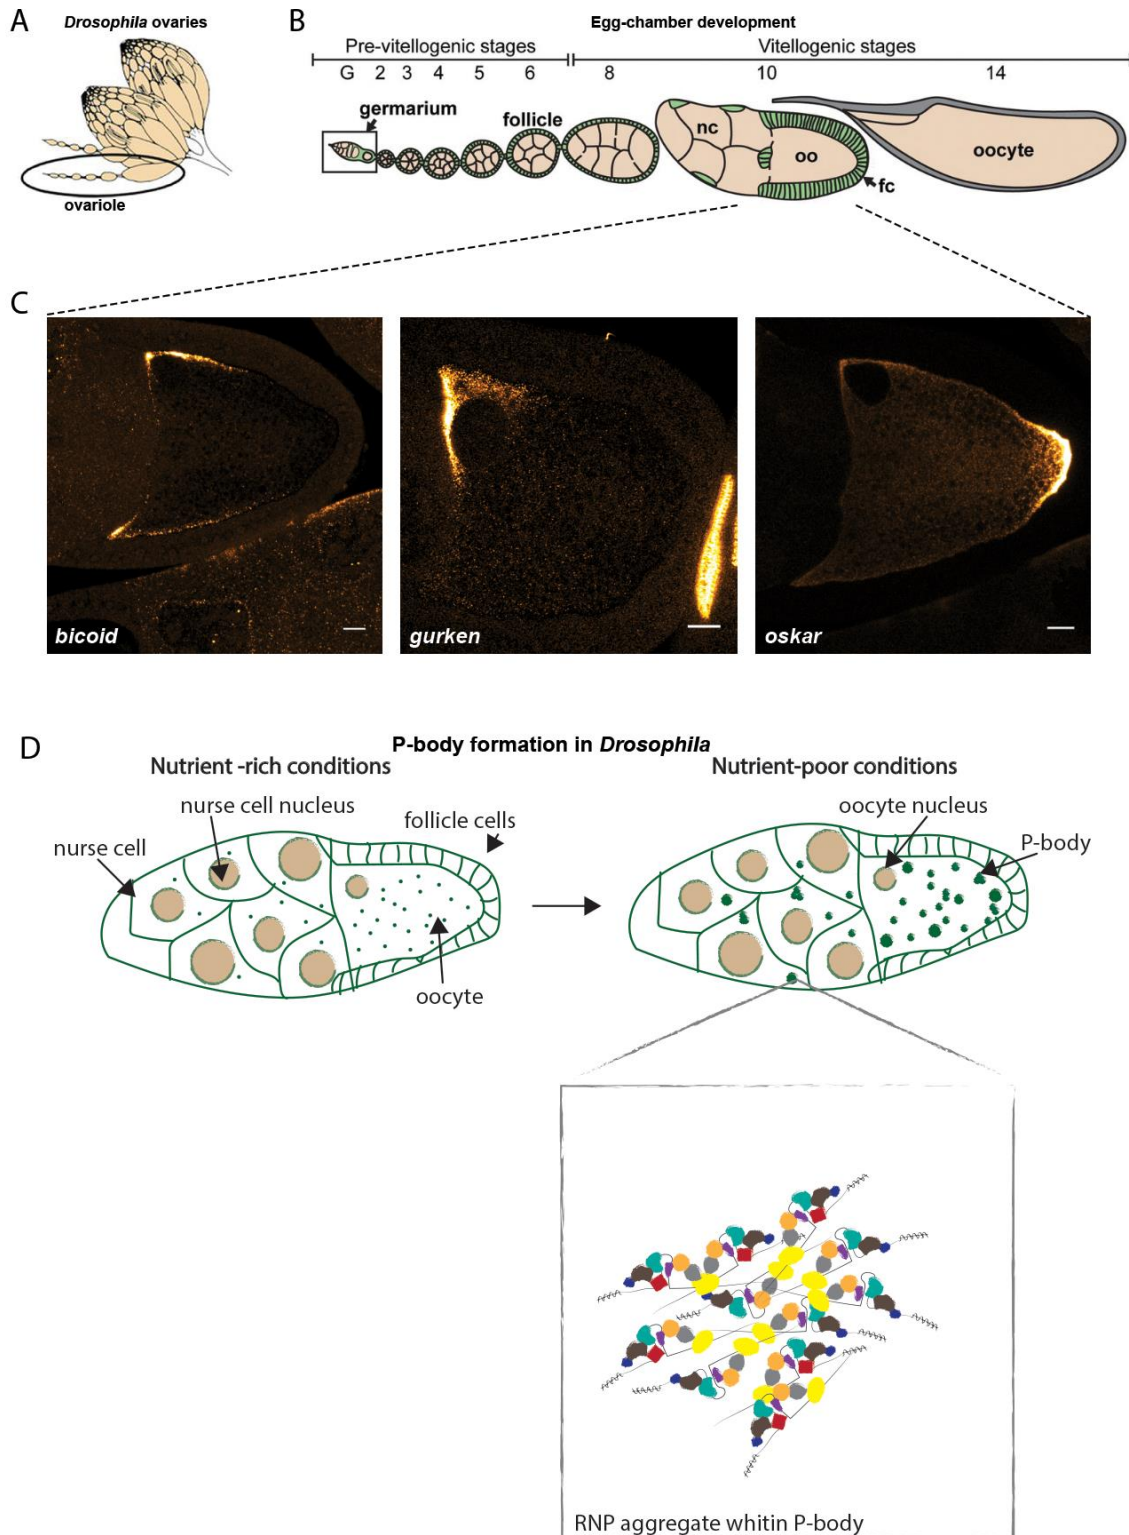 A
Drosophila ovaries
ovariole
B
Egg-chamber development
Pre-vitellogenic stages
Vitellogenic stages
G 2 3 4 5 6 8 10 14
germarium
follicle
nc
oo
fc
oocyte
C
bicoid
gurken
oskar
D
P-body formation in Drosophila
Nutrient -rich conditions
Nutrient-poor conditions
nurse cell nucleus
follicle cells
nurse cell
oocyte
oocyte nucleus
P-body
RNP aggregate whitin P-body